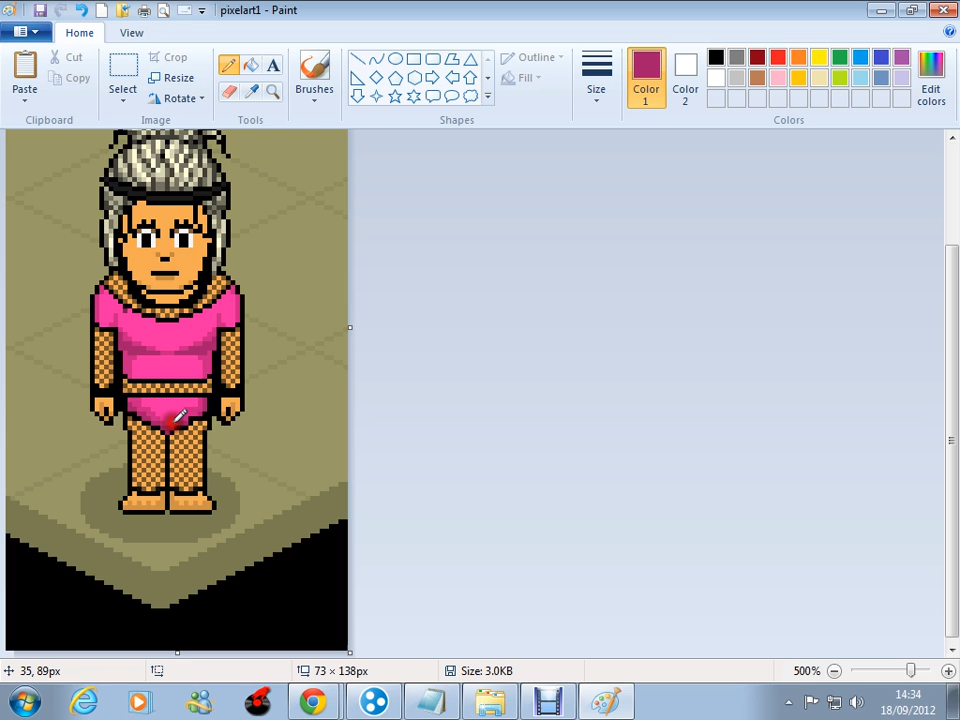 pixelart1 - Paint
Home
View
Paste
Cut
Copy
Clipboard
Select
Crop
Resize
Rotate
Image
A
Tools
Brushes
Outline
Fill
Shapes
Size
Color 1
Color 2
Edit colors
Colors
35, 89px
73 × 138px
Size: 3.0KB
500%
14:34
18/09/2012